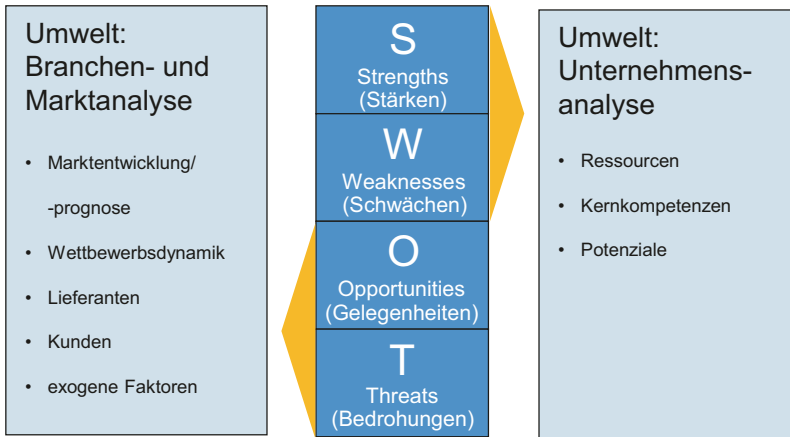 Umwelt:
Branchen- und
Marktanalyse
• Marktentwicklung/
-prognose
• Wettbewerbsdynamik
• Lieferanten
• Kunden
• exogene Faktoren
S
Strengths
(Stärken)
W
Weaknesses
(Schwächen)
O
Opportunities
(Gelegenheiten)
T
Threats
(Bedrohungen)
Umwelt:
Unternehmens-
analyse
• Ressourcen
• Kernkompetenzen
• Potenziale